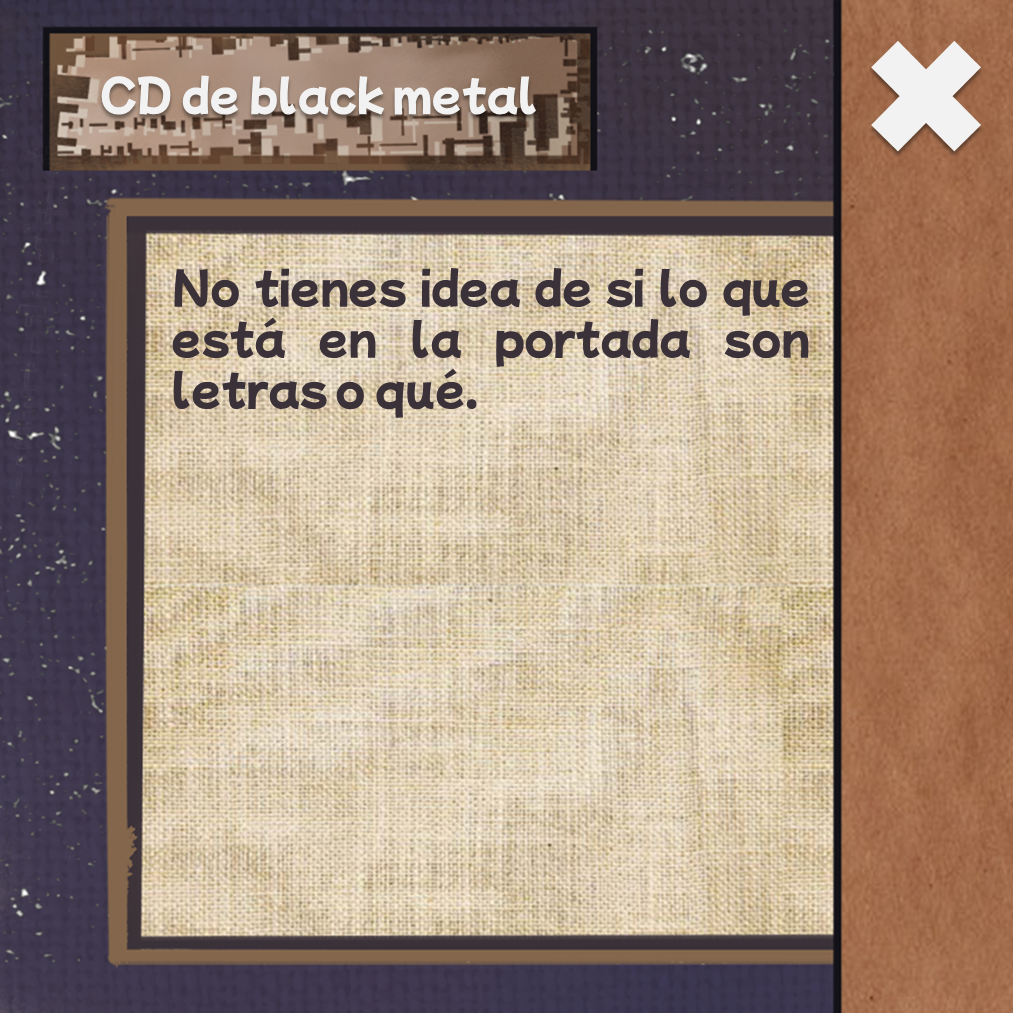 CD de black metal
No tienes idea de si lo que
está en la portada son
letras o qué.